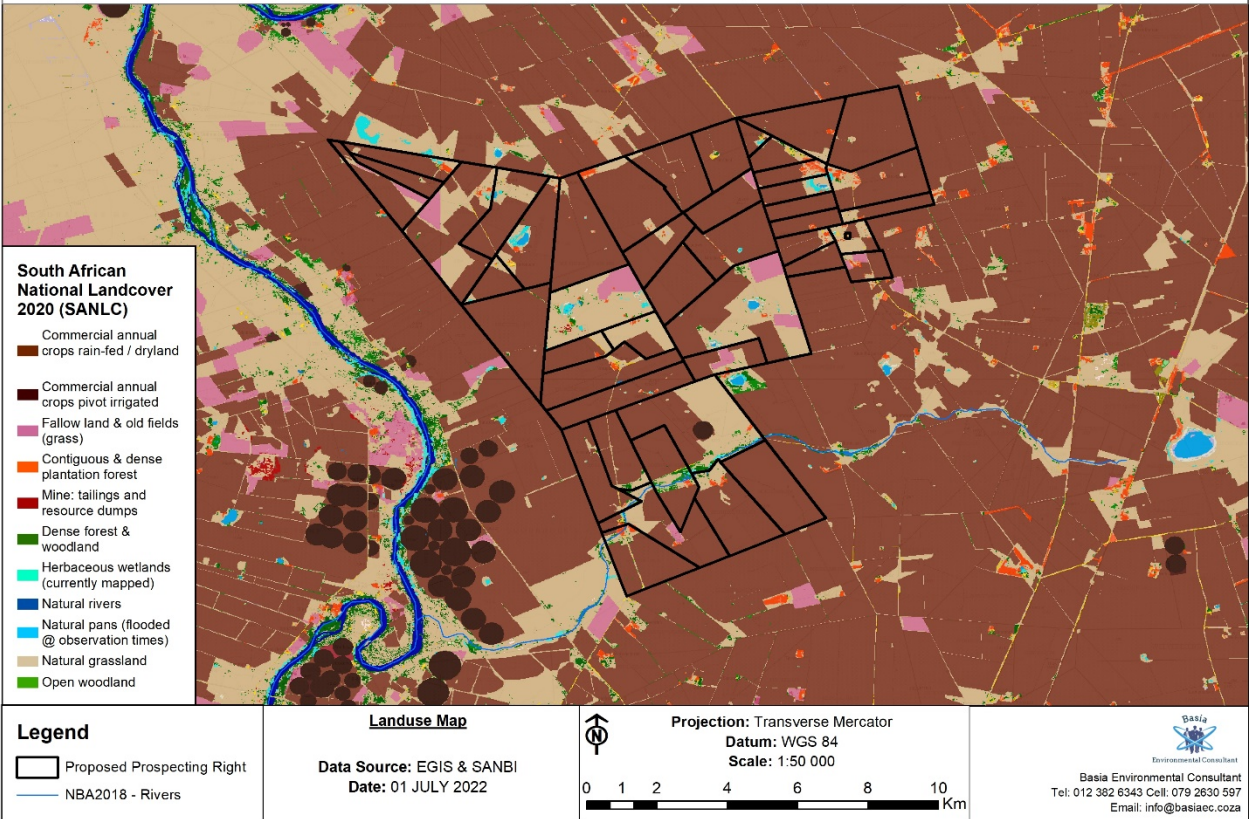 South African
National Landcover
2020 (SANLC)
Commercial annual
crops rain-fed / dryland
Commercial annual
crops pivot irrigated
Fallow land & old fields
(grass)
Contiguous & dense
plantation forest
Mine: tailings and
resource dumps
Dense forest &
woodland
Herbaceous wetlands
(currently mapped)
Natural rivers
Natural pans (flooded
@ observation times)
Natural grassland
Open woodland
Legend
Proposed Prospecting Right
NBA2018 - Rivers
Landuse Map
Data Source: EGIS & SANBI
Date: 01 JULY 2022
N
Projection: Transverse Mercator
Datum: WGS 84
Scale: 1:50 000
0 1 2 4 6 8 10
Km
Basia
Environmental Consultant
Basia Environmental Consultant
Tel: 012 382 6343 Cell: 079 2630 597
Email: info@basiaec.coza